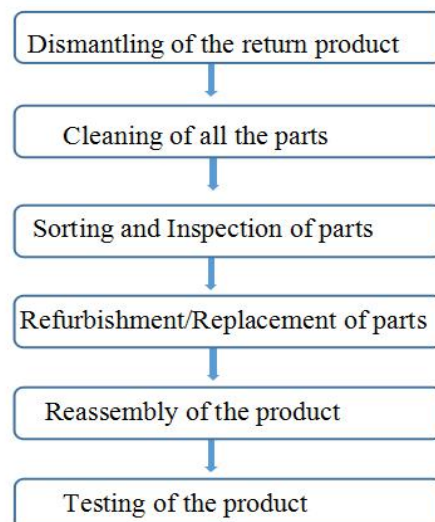 Dismantling of the return product
Cleaning of all the parts
Sorting and Inspection of parts
Refurbishment/Replacement of parts
Reassembly of the product
Testing of the product